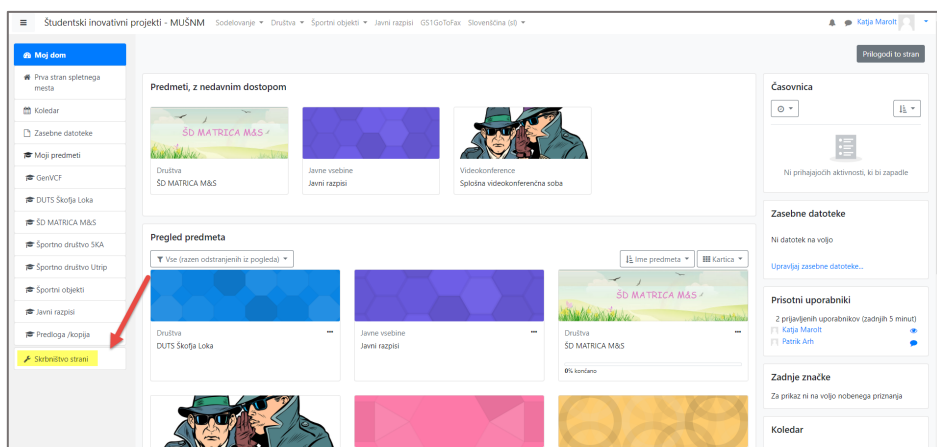 Študentski inovativni projekti - MUŠNM Sodelovanje Društva Športni objekti Javni razpisi GS1GoToFax Slovenščina (sl)
Katja Marolt
Moj dom
Prva stran spletnega
mesta
Koledar
Zasebne datoteke
Moji predmeti
GenVCF
DUTS Škofja Loka
ŠD MATRICA M&S
Športno društvo 5KA
Športno društvo Utrip
Športni objekti
Javni razpisi
Predloga /kopija
Skrbništvo strani
Prilogodi to stran
Predmeti, z nedavnim dostopom
ŠD MATRICA M&S
Društva
ŠD MATRICA M&S
Javne vsebine
Javni razpisi
Videokonference
Splošna videokonferenčna soba
Pregled predmeta
Vse (razen odstranjenih iz pogleda)
Ime predmeta
Kartica
Društva
DUTS Škofja Loka
Javne vsebine
Javni razpisi
ŠD MATRICA M&S
Društva
ŠD MATRICA M&S
0% končano
Časovnica
Ni prihajajočih aktivnosti, ki bi zapadle
Zasebne datoteke
Ni datotek na voljo
Upravljaj zasebne datoteke...
Prisotni uporabniki
2 prijavljenih uporabnikov (zadnjih 5 minut)
Katja Marolt
Patrik Arh
Zadnje značke
Za prikaz ni na voljo nobenega priznanja
Koledar